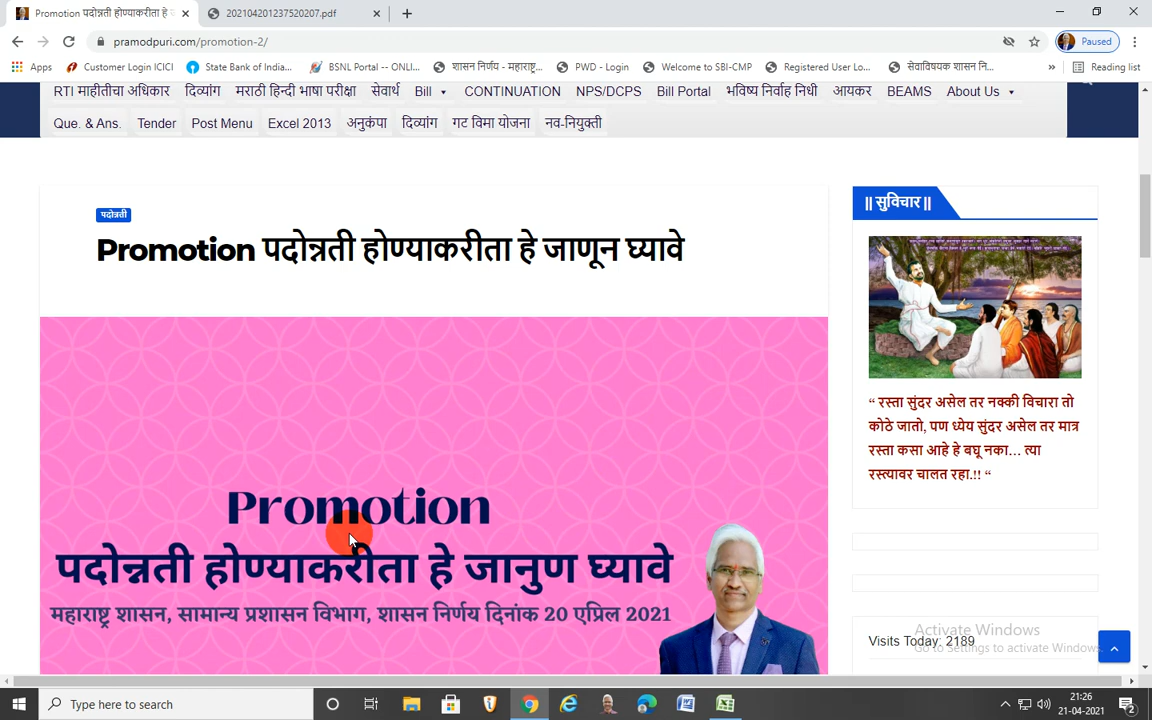 Promotion पदोन्नती होण्याकरीता हे
202104201237520207.pdf
pramodpuri.com/promotion-2/
Paused
Apps
Customer Login ICICI
State Bank of India...
BSNL Portal -- ONLI...
शासन निर्णय - महाराष्ट्र...
PWD - Login
Welcome to SBI-CMP
Registered User Lo...
सेवाविषयक शासन नि...
»
Reading list
RTI माहीतीचा अधिकार दिव्यांग मराठी हिन्दी भाषा परीक्षा सेवार्थ Bill CONTINUATION NPS/DCPS Bill Portal भविष्य निर्वाह निधी आयकर BEAMS About Us
Que. & Ans. Tender Post Menu Excel 2013 अनुकंपा दिव्यांग गट विमा योजना नव-नियुक्ती
पदोन्नती
Promotion पदोन्नती होण्याकरीता हे जाणून घ्यावे
Promotion
पदोन्नती होण्याकरीता हे जानुण घ्यावे
महाराष्ट्र शासन, सामान्य प्रशासन विभाग, शासन निर्णय दिनांक 20 एप्रिल 2021
|| सुविचार ||
“ रस्ता सुंदर असेल तर नक्की विचारा तो
कोठे जातो, पण ध्येय सुंदर असेल तर मात्र
रस्ता कसा आहे हे बघू नका... त्या
रस्त्यावर चालत रहा.!! “
Visits Today: 2189
Activate Windows
Go to Settings to activate Windows.
Type here to search
21:26
21-04-2021
2